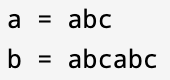 a = abc
b = abcabc